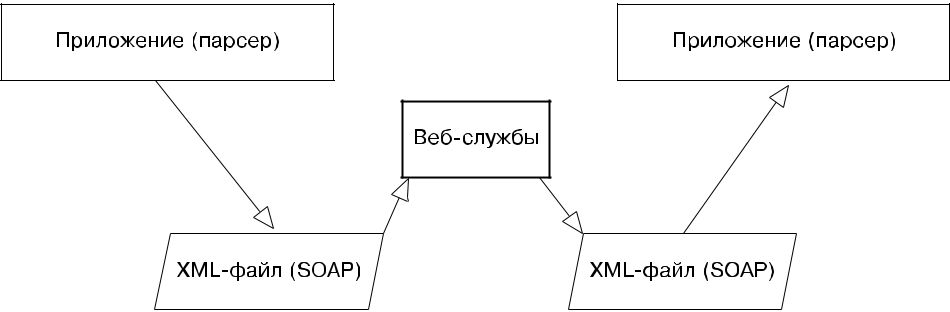 Приложение (парсер)
Приложение (парсер)
Веб-службы
XML-файл (SOAP)
XML-файл (SOAP)